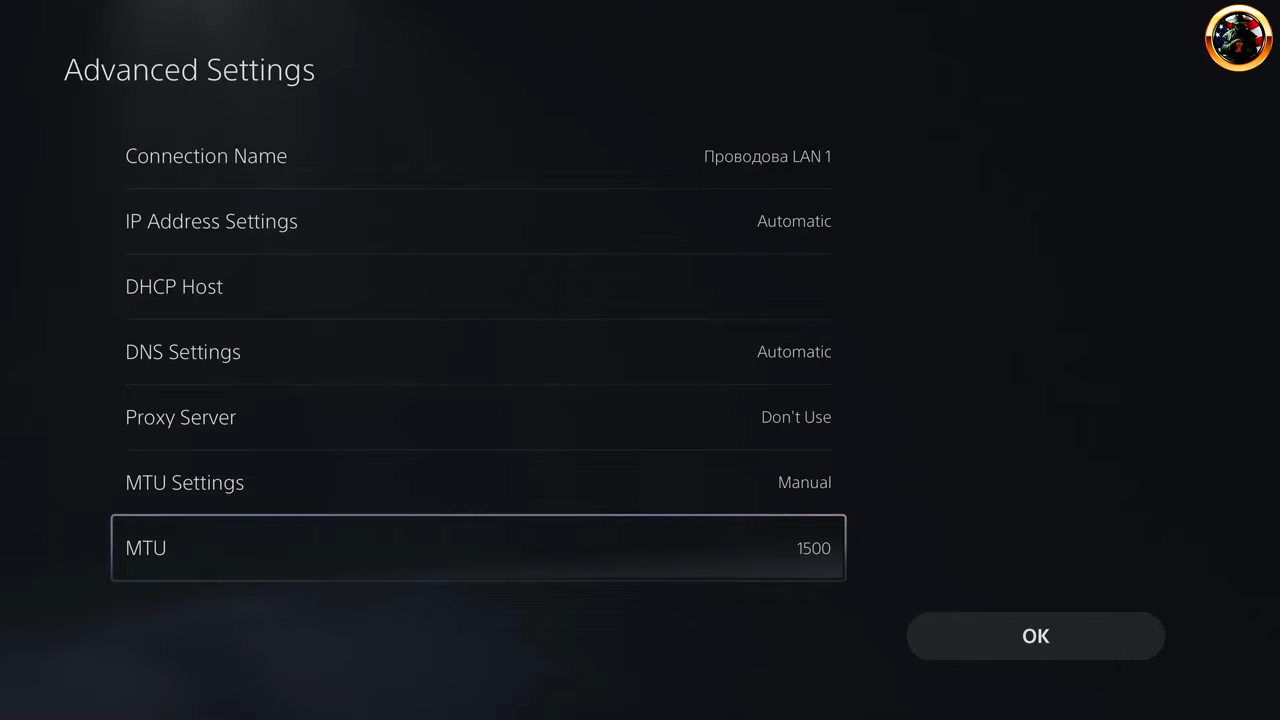 Advanced Settings
Connection Name Проводова LAN 1
IP Address Settings Automatic
DHCP Host
DNS Settings Automatic
Proxy Server Don't Use
MTU Settings Manual
MTU 1500
OK